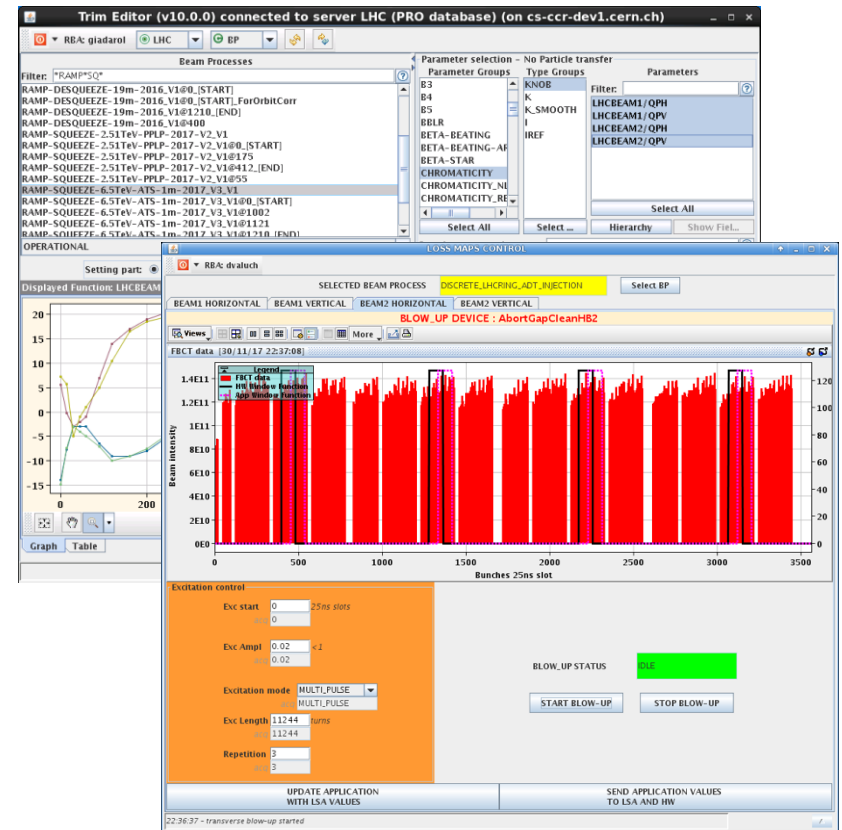 Trim Editor (v10.0.0) connected to server LHC (PRO database) (on cs-ccr-dev1.cern.ch)
RBA: giadarol
LHC
BP
Beam Processes
Filter: *RAMP*SQ*
RAMP-DESQUEEZE-19m-2016_V1@0_[START]
RAMP-DESQUEEZE-19m-2016_V1@0_[START]_ForOrbitCorr
RAMP-DESQUEEZE-19m-2016_V1@1210_[END]
RAMP-DESQUEEZE-19m-2016_V1@400
RAMP-SQUEEZE-2.51TeV-PPLP-2017-V2_V1
RAMP-SQUEEZE-2.51TeV-PPLP-2017-V2_V1@0_[START]
RAMP-SQUEEZE-2.51TeV-PPLP-2017-V2_V1@175
RAMP-SQUEEZE-2.51TeV-PPLP-2017-V2_V1@412_[END]
RAMP-SQUEEZE-2.51TeV-PPLP-2017-V2_V1@55
RAMP-SQUEEZE-6.5TeV-ATS-1m-2017_V3_V1
RAMP-SQUEEZE-6.5TeV-ATS-1m-2017_V3_V1@0_[START]
RAMP-SQUEEZE-6.5TeV-ATS-1m-2017_V3_V1@1002
RAMP-SQUEEZE-6.5TeV-ATS-1m-2017_V3_V1@1121
RAMP-SQUEEZE-6.5TeV-ATS-1m-2017_V3_V1@1210_[END]
OPERATIONAL
Parameter selection - No Particle transfer
Parameter Groups
B3
B4
B5
BBLR
BETA-BEATING
BETA-STAR
CHROMATICITY
Select All
Type Groups
KNOB
K
K_SMOOTH
I
IREF
Select ...
Parameters
Filter:
LHCBEAM1/QPH
LHCBEAM1/QPV
LHCBEAM2/QPH
LHCBEAM2/QPV
Select All
Hierarchy
Show Fiel...
Setting part:
Displayed Function: LHCBEAM
20
15
10
5
0
-5
-10
-15
0
200
Graph
Table
LOSS MAPS CONTROL
RBA: dvaluch
SELECTED BEAM PROCESS
DISCRETE_LHCRING_ADT_INJECTION
Select BP
BEAM1 HORIZONTAL
BEAM1 VERTICAL
BEAM2 HORIZONTAL
BEAM2 VERTICAL
BLOW_UP DEVICE : AbortGapCleanHB2
Views
More
FBCT data [30/11/17 22:37:08]
Legend
FBCT data
HW Window Function
App Window Function
Beam intensity
1.4E11
1.2E11
1E11
8E10
6E10
4E10
2E10
0E0
120
100
80
60
40
20
0
0
500
1000
1500
2000
2500
3000
3500
Bunches 25ns slot
Excitation control
Exc start 0 25ns slots
0
Exc Ampl 0.02 <1
0.02
Excitation mode MULTI_PULSE
MULTI_PULSE
Exc Length 11244 turns
11244
Repetition 3
3
BLOW_UP STATUS
IDLE
START BLOW-UP
STOP BLOW-UP
UPDATE APPLICATION
WITH LSA VALUES
SEND APPLICATION VALUES
TO LSA AND HW
22:36:37 - transverse blow-up started